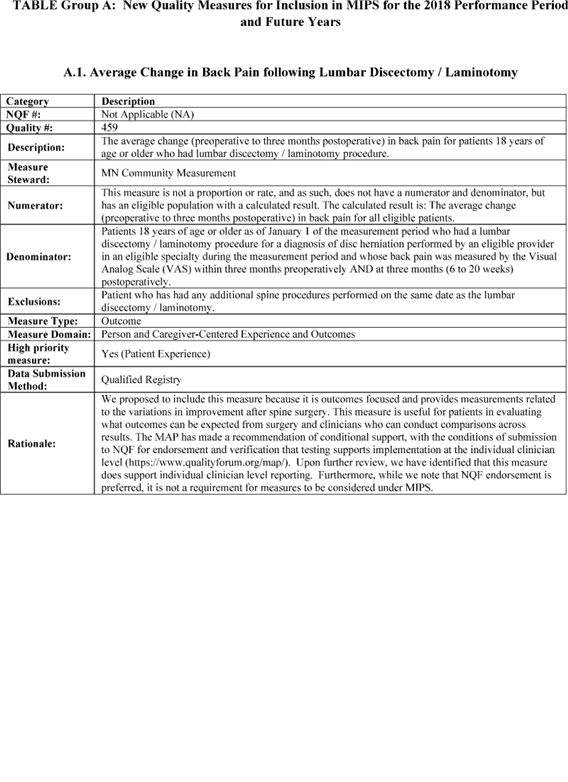 TABLE Group A:  New Quality Measures for Inclusion in MIPS for the 2018 Performance Period
and Future Years
A.1. Average Change in Back Pain following Lumbar Discectomy / Laminotomy
Category Description
NQF #: Not Applicable (NA)
Quality #: 459
Description: The average change (preoperative to three months postoperative) in back pain for patients 18 years of
age or older who had lumbar discectomy / laminotomy procedure.
Measure
Steward: MN Community Measurement
Numerator: This measure is not a proportion or rate, and as such, does not have a numerator and denominator, but
has an eligible population with a calculated result. The calculated result is: The average change
(preoperative to three months postoperative) in back pain for all eligible patients.
Denominator: Patients 18 years of age or older as of January 1 of the measurement period who had a lumbar
discectomy / laminotomy procedure for a diagnosis of disc herniation performed by an eligible provider
in an eligible specialty during the measurement period and whose back pain was measured by the Visual
Analog Scale (VAS) within three months preoperatively AND at three months (6 to 20 weeks)
postoperatively.
Exclusions: Patient who has had any additional spine procedures performed on the same date as the lumbar
discectomy / laminotomy.
Measure Type: Outcome
Measure Domain: Person and Caregiver-Centered Experience and Outcomes
High priority
measure: Yes (Patient Experience)
Data Submission
Method: Qualified Registry
Rationale: We proposed to include this measure because it is outcomes focused and provides measurements related
to the variations in improvement after spine surgery. This measure is useful for patients in evaluating
what outcomes can be expected from surgery and clinicians who can conduct comparisons across
results. The MAP has made a recommendation of conditional support, with the conditions of submission
to NQF for endorsement and verification that testing supports implementation at the individual clinician
level (https://www.qualityforum.org/map/).  Upon further review, we have identified that this measure
does support individual clinician level reporting.  Furthermore, while we note that NQF endorsement is
preferred, it is not a requirement for measures to be considered under MIPS.